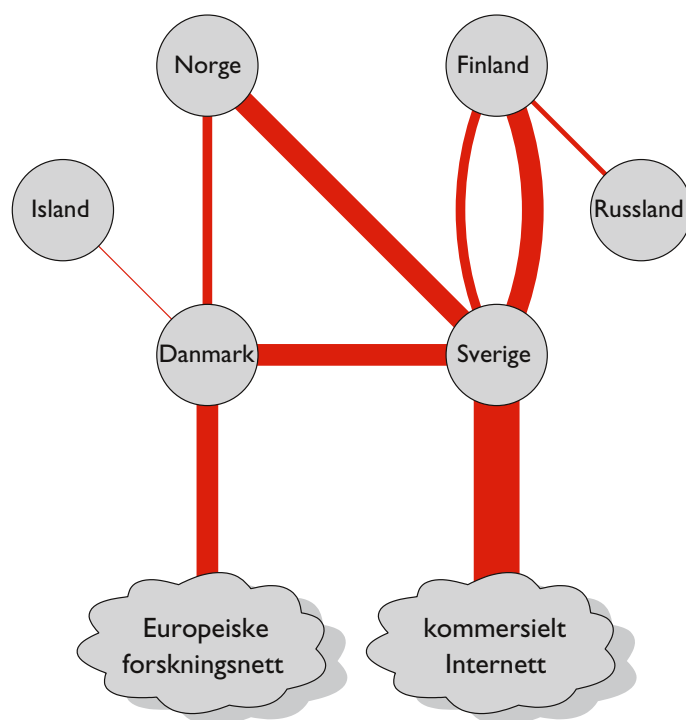 Norge
Finland
Island
Russland
Danmark
Sverige
Europeiske
forskningsnett
kommersielt
Internett